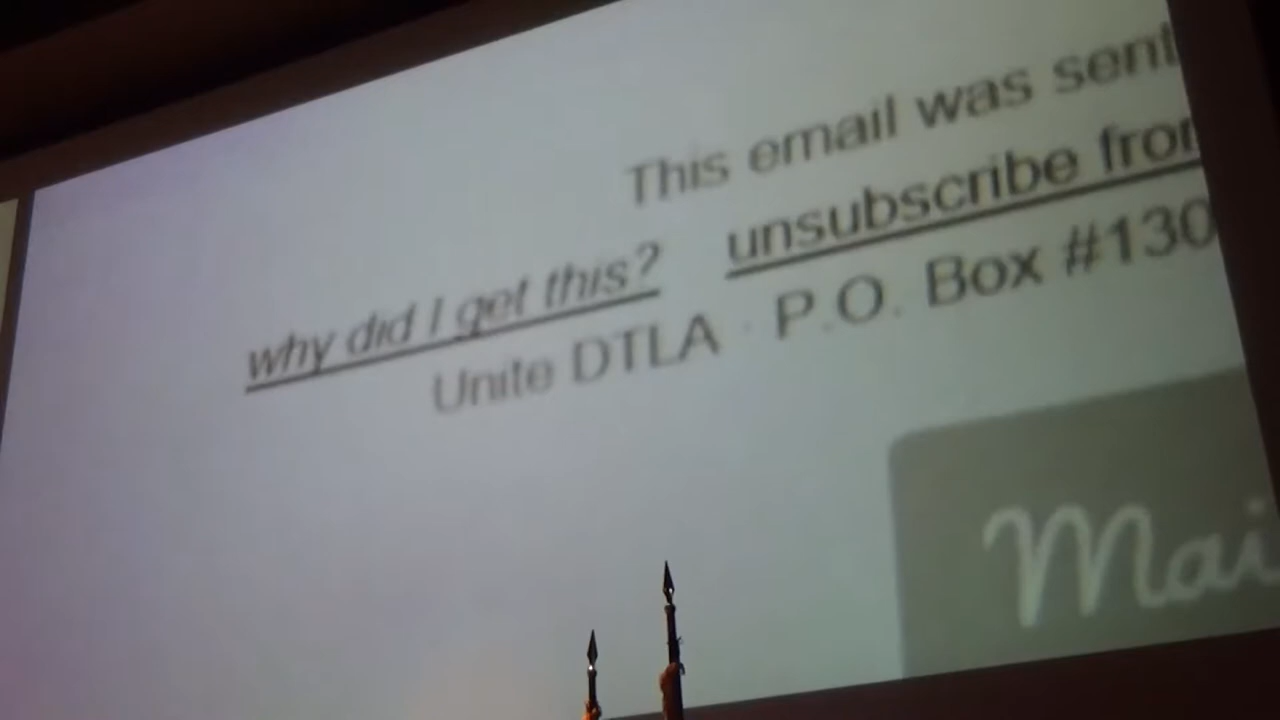 This email was sent
why did I get this? unsubscribe from
Unite DTLA · P.O. Box #130
Mai